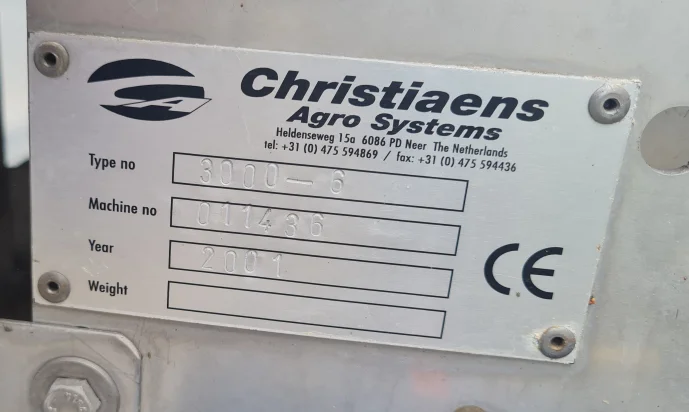 Christiaens
Agro Systems
Heldenseweg 15a 6086 PD Neer The Netherlands
tel: +31 (0) 475 594869 / fax: +31 (0) 475 594436
Type no 3000-6
Machine no 011436
Year 2001
Weight
CE